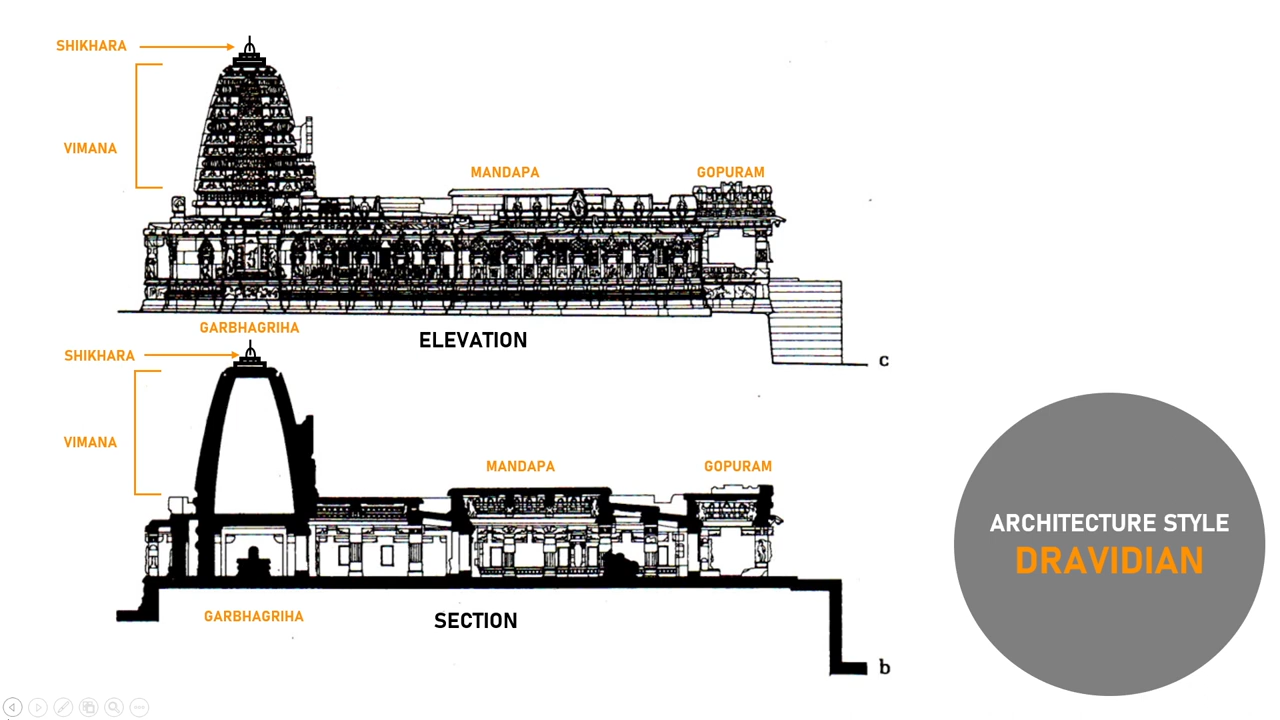 SHIKHARA
VIMANA
MANDAPA
GOPURAM
GARBHAGRIHA
ELEVATION
c
SHIKHARA
VIMANA
MANDAPA
GOPURAM
GARBHAGRIHA
SECTION
b
ARCHITECTURE STYLE
DRAVIDIAN